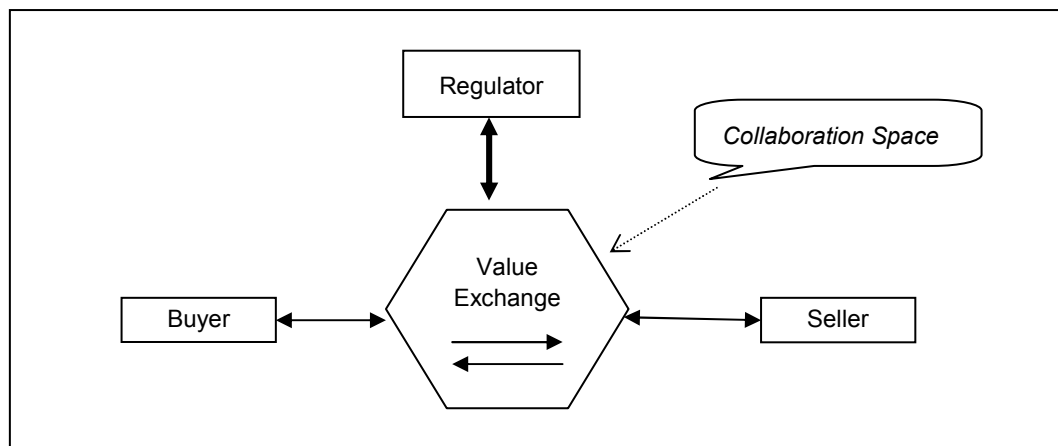 Regulator
Collaboration Space
Value
Exchange
Buyer
Seller